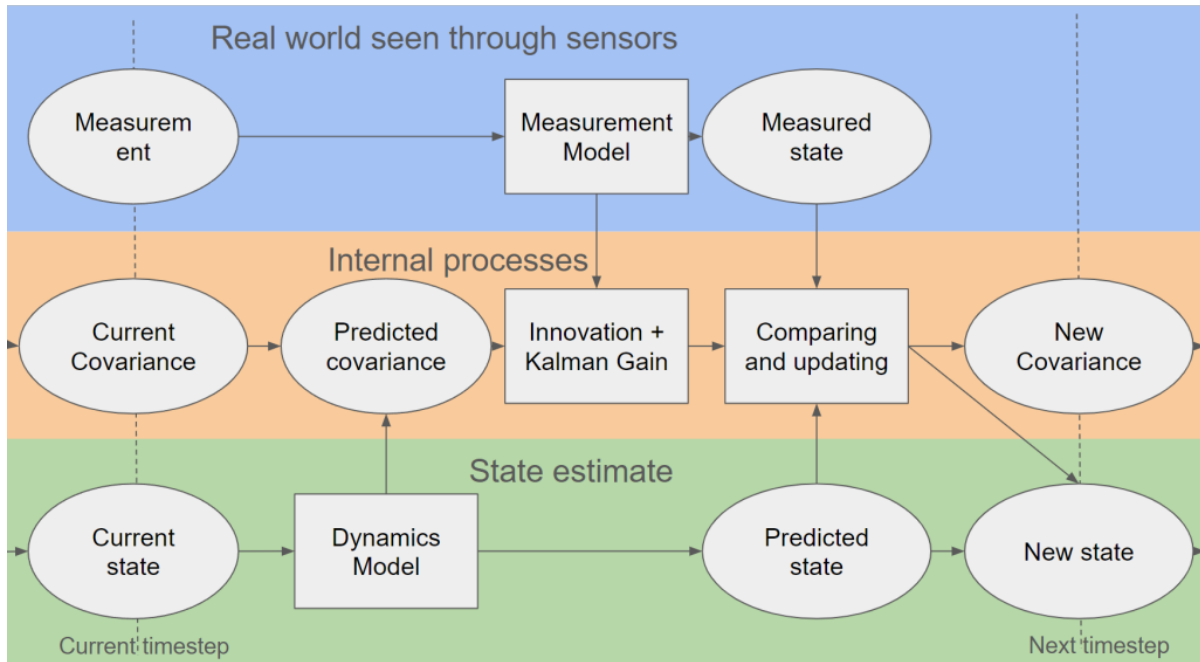 Real world seen through sensors
Measurem
ent
Measurement
Model
Measured
state
Internal processes
Current
Covariance
Predicted
covariance
Innovation +
Kalman Gain
Comparing
and updating
New
Covariance
State estimate
Current
state
Dynamics
Model
Predicted
state
New state
Current timestep
Next timestep